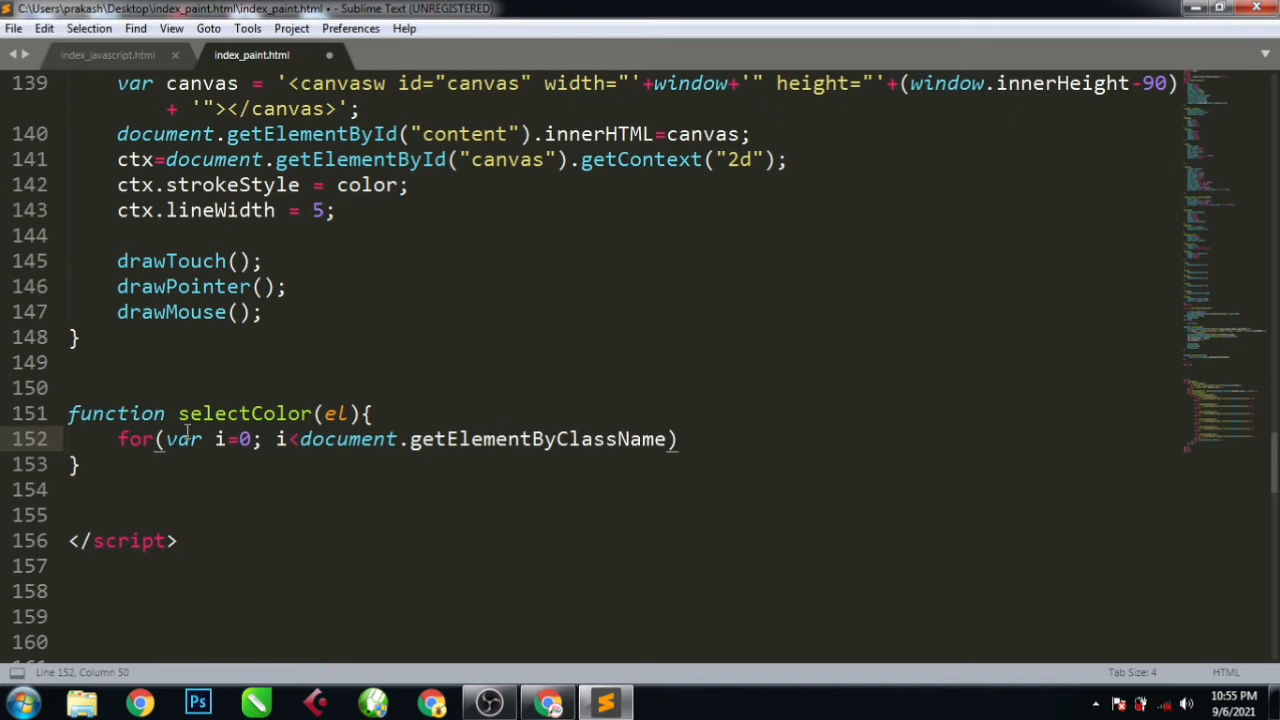 C:\Users\prakash\Desktop\index_paint.html\index_paint.html • - Sublime Text (UNREGISTERED)
File Edit Selection Find View Goto Tools Project Preferences Help
index_javascript.html index_paint.html
139 var canvas = '<canvasw id="canvas" width="'+window+'" height="'+(window.innerHeight-90)
+ '"></canvas>';
140 document.getElementById("content").innerHTML=canvas;
141 ctx=document.getElementById("canvas").getContext("2d");
142 ctx.strokeStyle = color;
143 ctx.lineWidth = 5;
144
145 drawTouch();
146 drawPointer();
147 drawMouse();
148 }
149
150
151 function selectColor(el){
152 for(var i=0; i<document.getElementByClassName)
153 }
154
155
156 </script>
157
158
159
160
Line 152, Column 50 Tab Size: 4 HTML
Ps
10:55 PM
9/6/2021